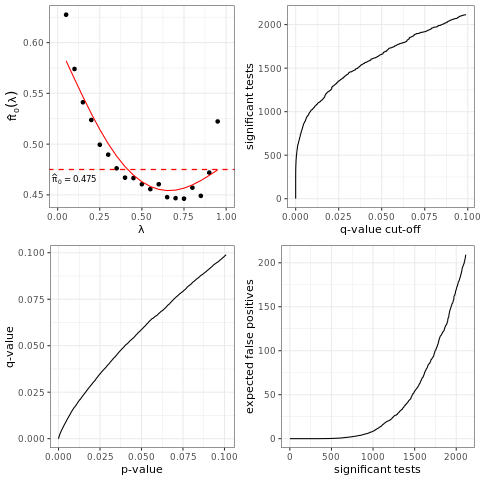 0.60
0.55
0.50
0.45
π̂₀(λ)
π̂₀ = 0.475
0.00 0.25 0.50 0.75 1.00
λ
2000
1500
1000
500
0
significant tests
0.000 0.025 0.050 0.075 0.100
q-value cut-off
0.100
0.075
0.050
0.025
0.000
q-value
0.000 0.025 0.050 0.075 0.100
p-value
200
150
100
50
0
expected false positives
0 500 1000 1500 2000
significant tests